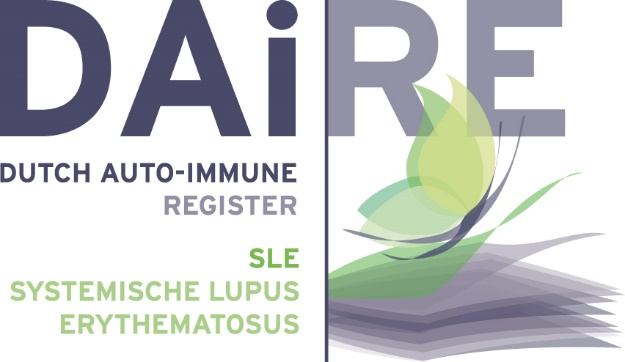 DAiRE
DUTCH AUTO-IMMUNE
REGISTER
SLE
SYSTEMISCHE LUPUS
ERYTHEMATOSUS